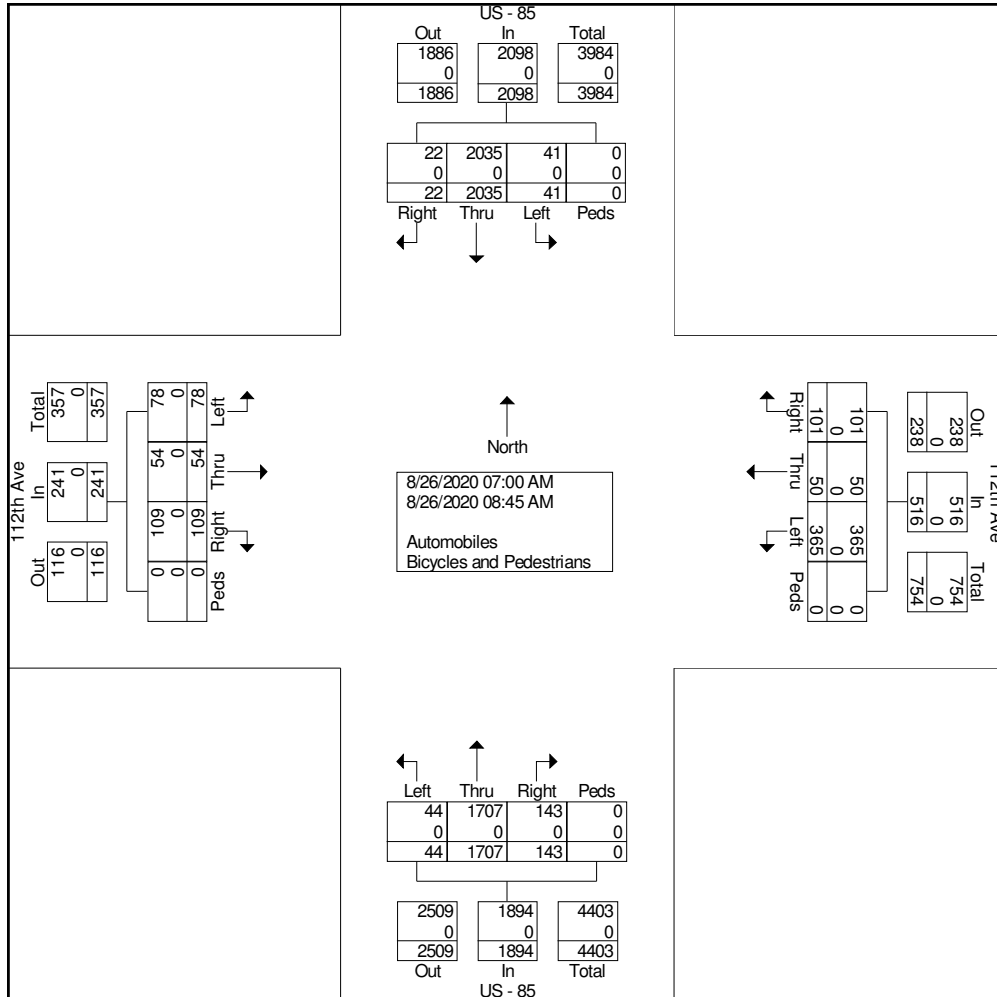 US - 85
Out In Total
1886 2098 3984
0 0 0
1886 2098 3984
22 2035 41 0
0 0 0 0
22 2035 41 0
Right Thru Left Peds
112th Ave
Total In Out
357 241 116
0 0 0
357 241 116
78 54 109 0
0 0 0 0
78 54 109 0
Left Thru Right Peds
North
8/26/2020 07:00 AM
8/26/2020 08:45 AM
Automobiles
Bicycles and Pedestrians
Right Thru Left Peds
101 50 365 0
0 0 0 0
101 50 365 0
238 516 754
0 0 0
238 516 754
Out In Total
112th Ave
Left Thru Right Peds
44 1707 143 0
0 0 0 0
44 1707 143 0
2509 1894 4403
0 0 0
2509 1894 4403
Out In Total
US - 85